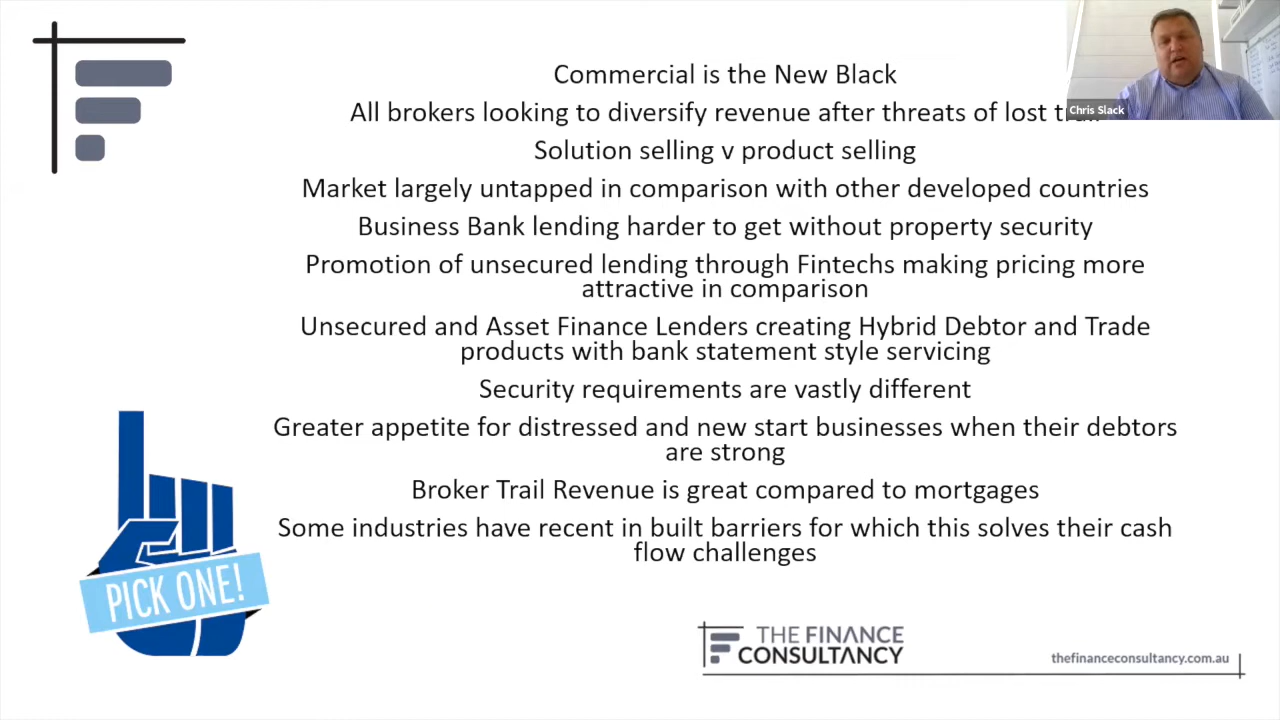 Commercial is the New Black
All brokers looking to diversify revenue after threats of lost
Chris Slack
Solution selling v product selling
Market largely untapped in comparison with other developed countries
Business Bank lending harder to get without property security
Promotion of unsecured lending through Fintechs making pricing more
attractive in comparison
Unsecured and Asset Finance Lenders creating Hybrid Debtor and Trade
products with bank statement style servicing
Security requirements are vastly different
Greater appetite for distressed and new start businesses when their debtors
are strong
Broker Trail Revenue is great compared to mortgages
Some industries have recent in built barriers for which this solves their cash
flow challenges
PICK ONE!
THE FINANCE
CONSULTANCY
thefinanceconsultancy.com.au